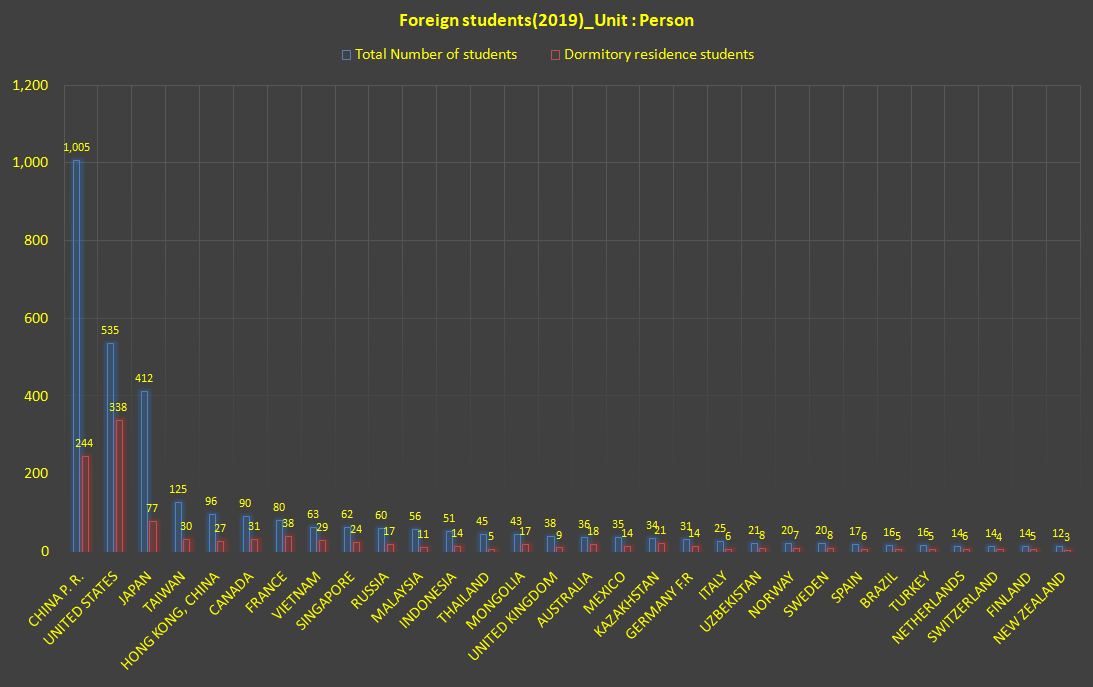 Foreign students(2019)_Unit : Person
Total Number of students Dormitory residence students
1,200
1,000
800
600
400
200
0
1,005 535 412 125 96 90 80 63 62 60 56 51 45 43 38 36 35 34 31 25 21 20 20 17 16 16 14 14 14 12
244 338 77 30 27 31 38 29 24 17 11 14 5 17 9 18 14 21 14 6 8 7 8 6 5 5 6 4 5 3
CHINA P. R.
UNITED STATES
JAPAN
TAIWAN
HONG KONG, CHINA
CANADA
FRANCE
VIETNAM
SINGAPORE
RUSSIA
MALAYSIA
INDONESIA
THAILAND
MONGOLIA
UNITED KINGDOM
AUSTRALIA
MEXICO
KAZAKHSTAN
GERMANY F.R
ITALY
UZBEKISTAN
NORWAY
SWEDEN
SPAIN
BRAZIL
TURKEY
NETHERLANDS
SWITZERLAND
FINLAND
NEW ZEALAND